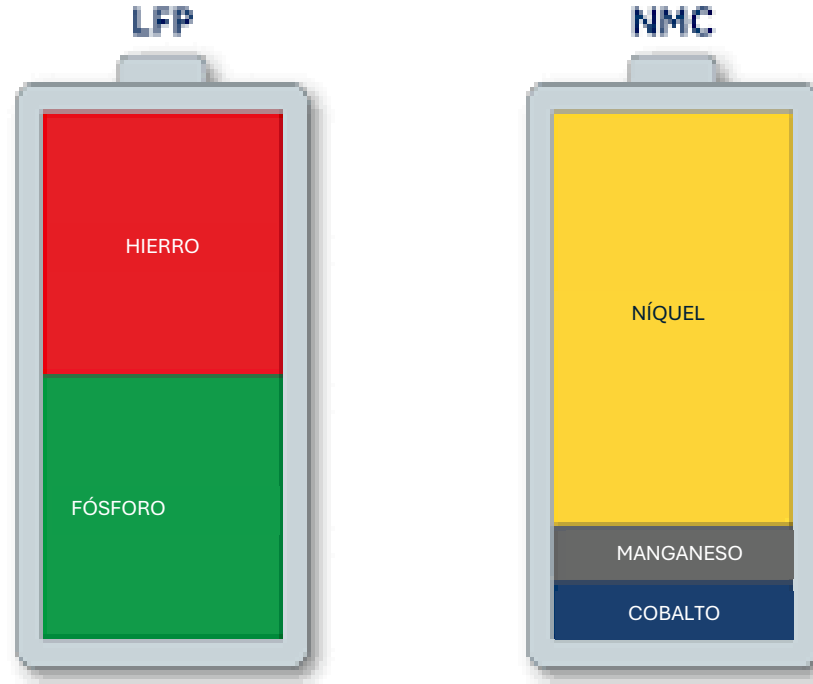 LFP
HIERRO
FÓSFORO
NMC
NÍQUEL
MANGANESO
COBALTO